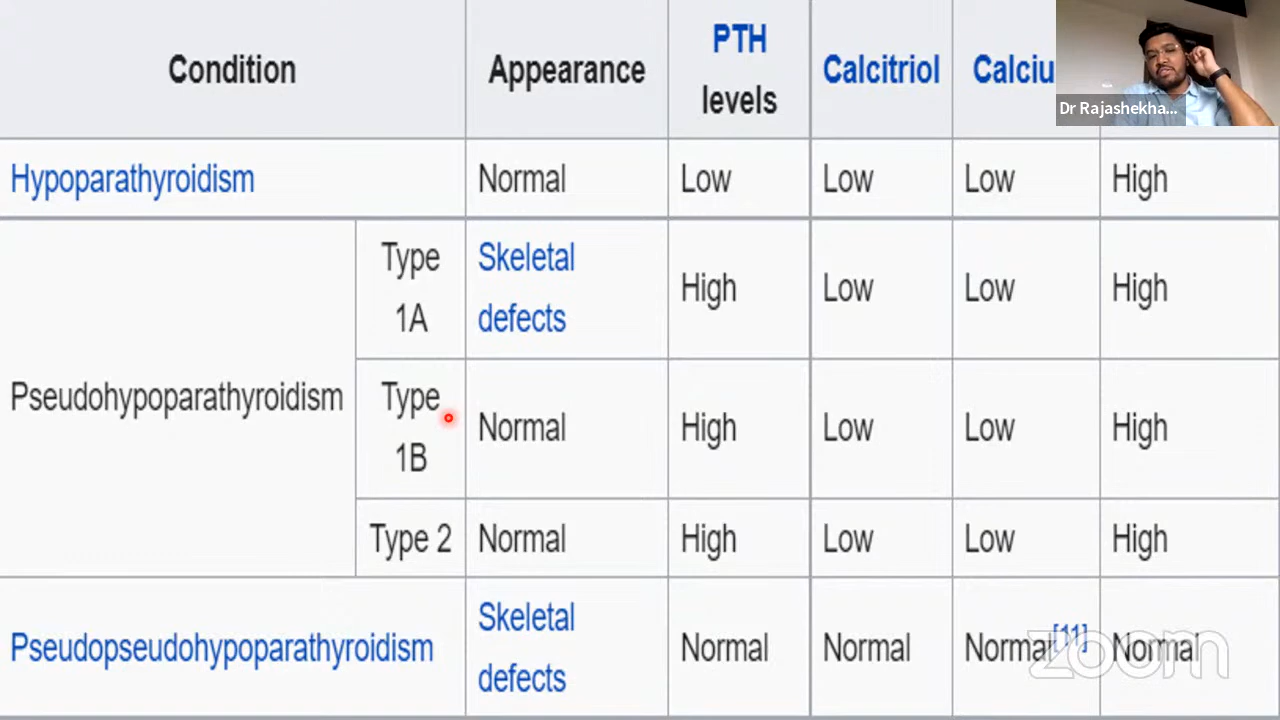 Condition
Appearance
PTH
levels
Calcitriol
Calciu
Dr Rajashekha...
Hypoparathyroidism
Normal
Low
Low
Low
High
Pseudohypoparathyroidism
Type
1A
Skeletal
defects
High
Low
Low
High
Type
1B
Normal
High
Low
Low
High
Type 2
Normal
High
Low
Low
High
Pseudopseudohypoparathyroidism
Skeletal
defects
Normal
Normal
Normal[11]
Normal
zoom